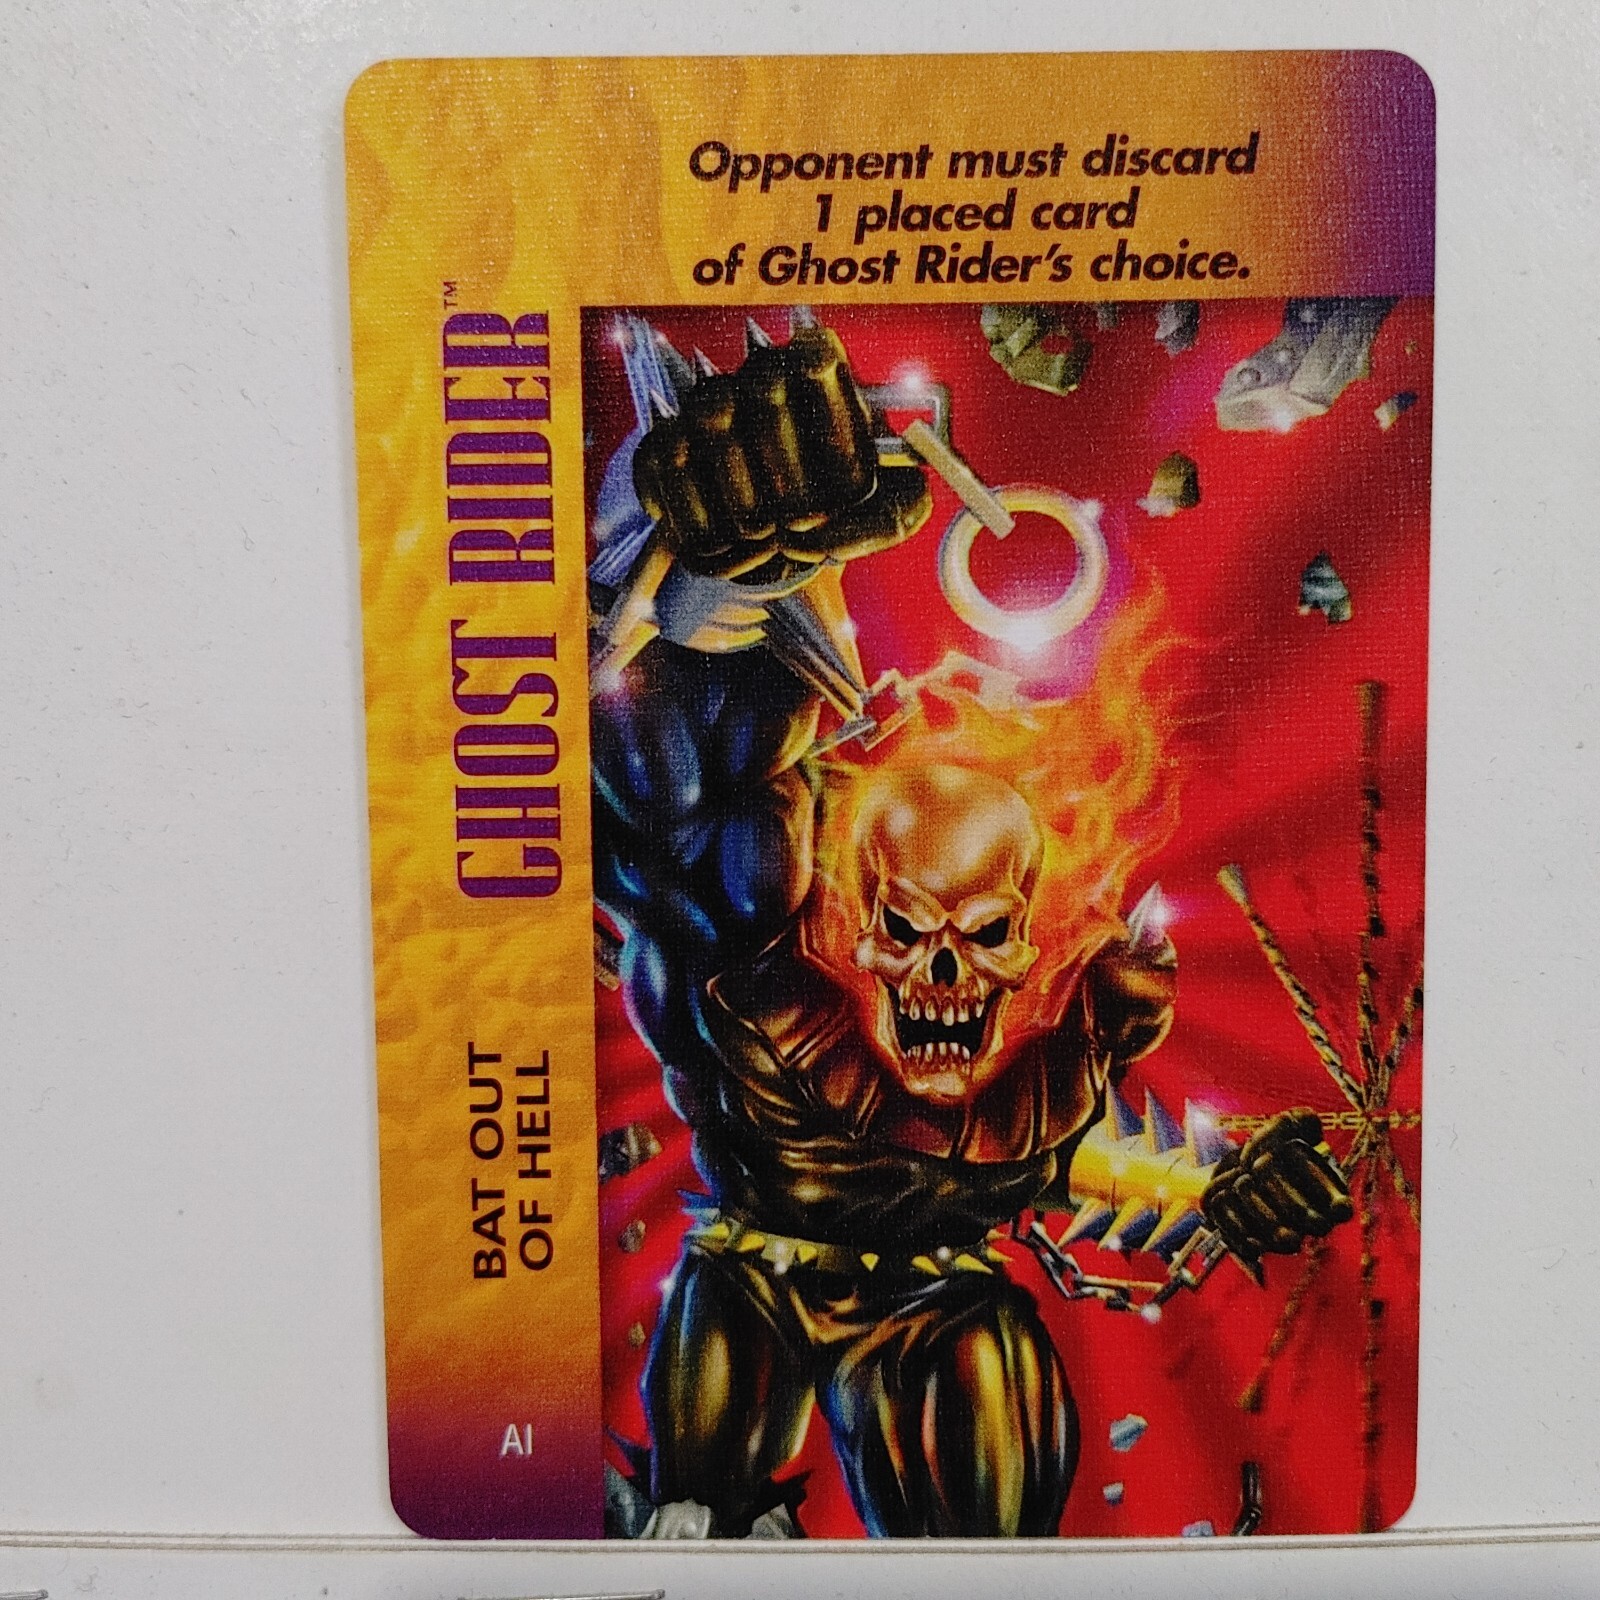 Opponent must discard
1 placed card
of Ghost Rider's choice.
GHOST RIDER™
BAT OUT
OF HELL
AI